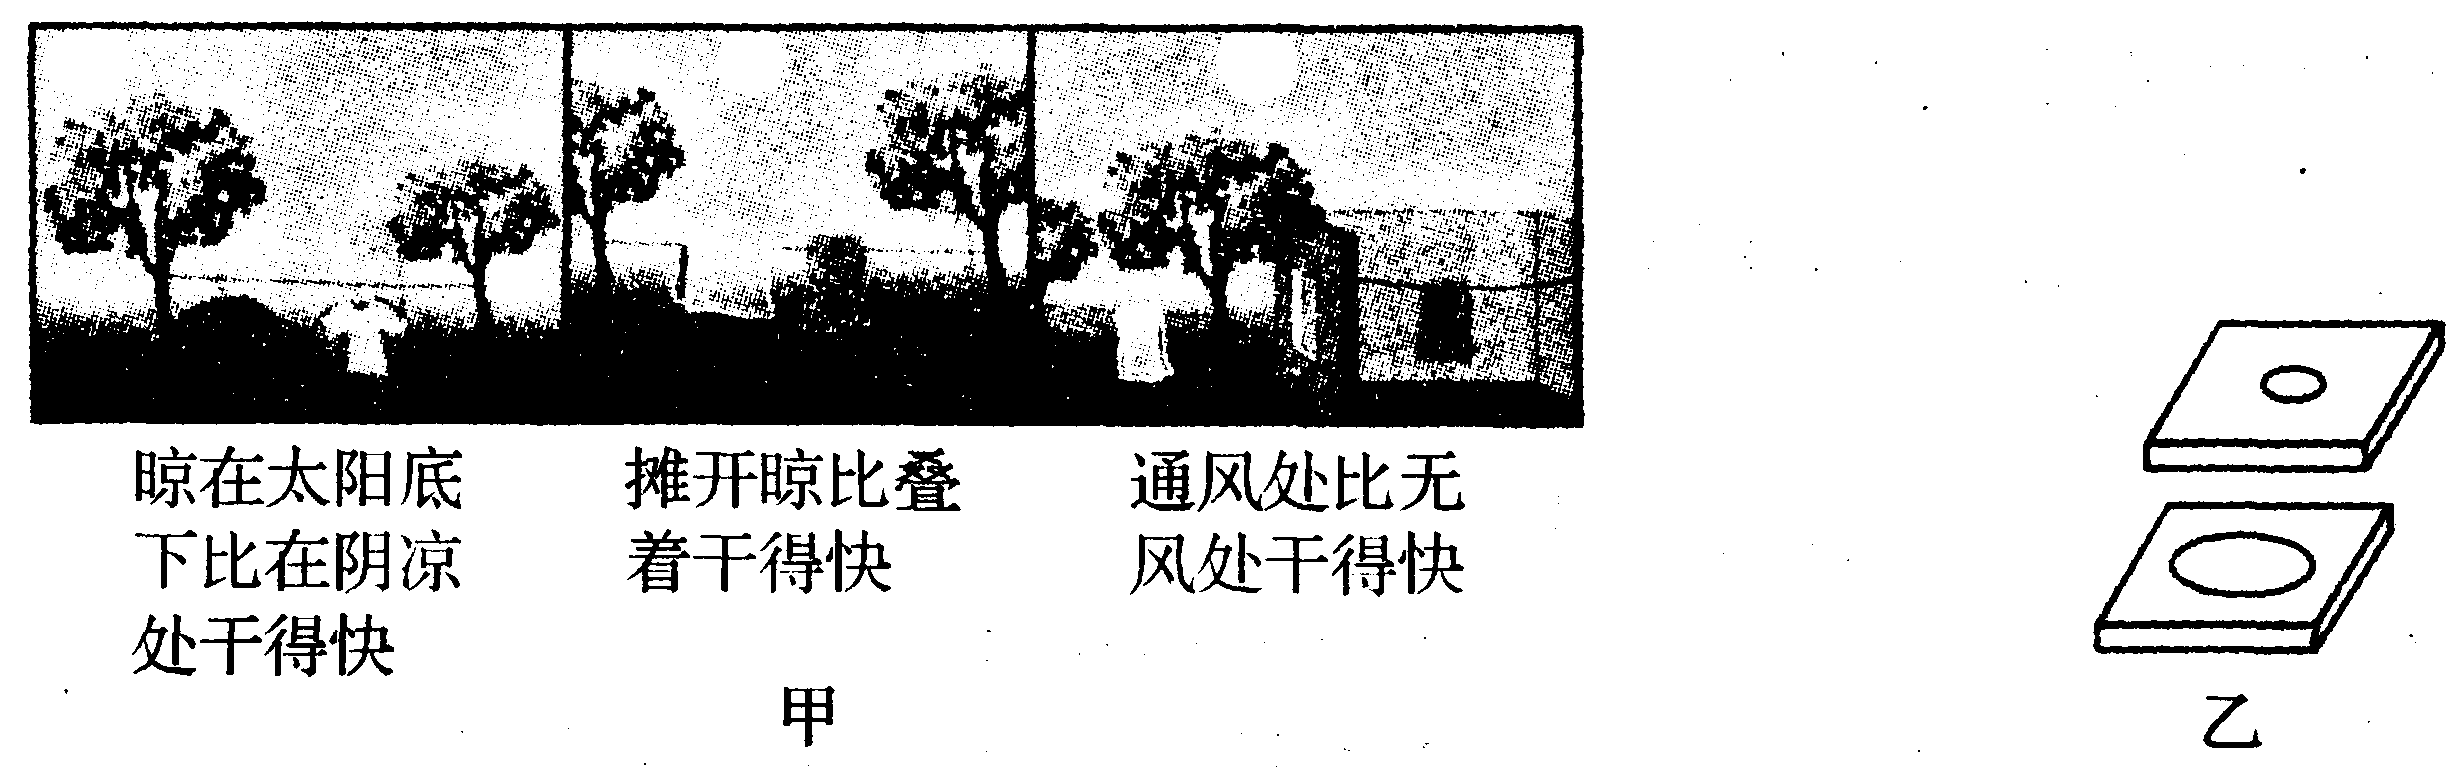 晾在太阳底
下比在阴凉
处干得快
摊开晾比叠
着干得快
通风处比无
风处干得快
甲
乙